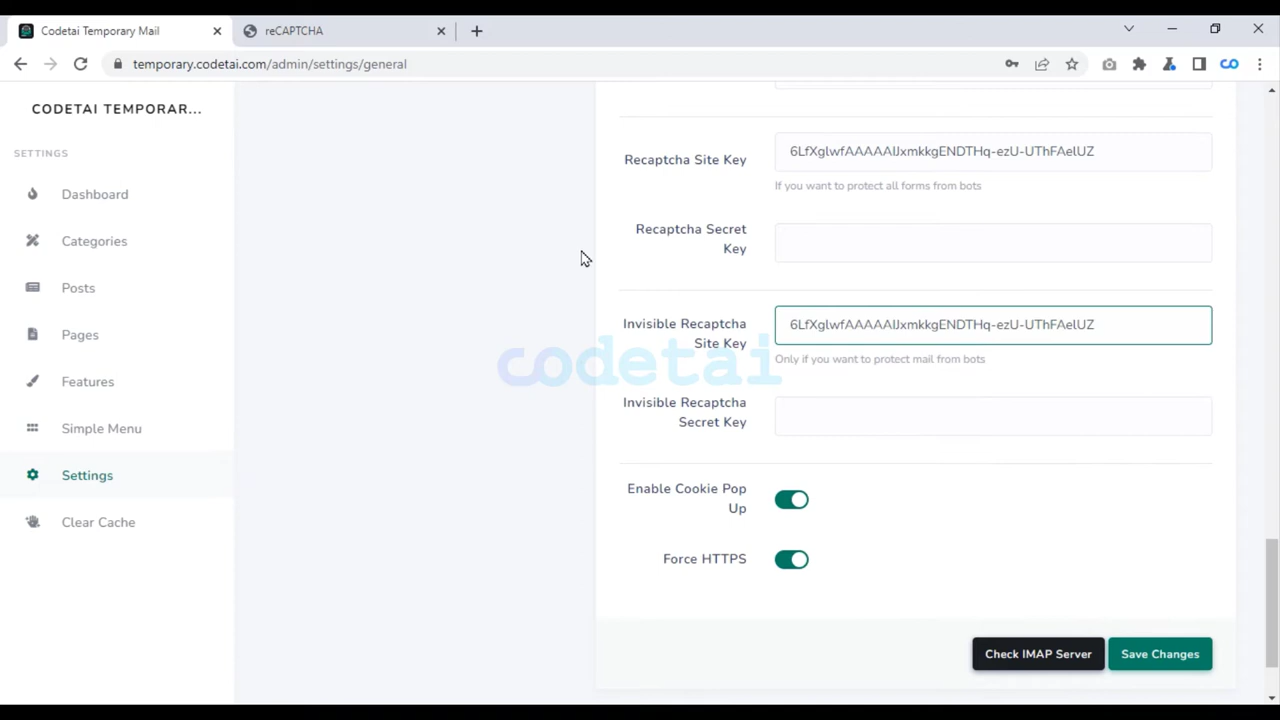 Codetai Temporary Mail
reCAPTCHA
temporary.codetai.com/admin/settings/general
CODETAI TEMPORAR...
SETTINGS
Dashboard
Categories
Posts
Pages
Features
Simple Menu
Settings
Clear Cache
Recaptcha Site Key
6LfXglwfAAAAAIJxmkkgENDTHq-ezU-UThFAelUZ
If you want to protect all forms from bots
Recaptcha Secret
Key
Invisible Recaptcha
Site Key
6LfXglwfAAAAAIJxmkkgENDTHq-ezU-UThFAelUZ
Only if you want to protect mail from bots
codetai
Invisible Recaptcha
Secret Key
Enable Cookie Pop
Up
Force HTTPS
Check IMAP Server
Save Changes